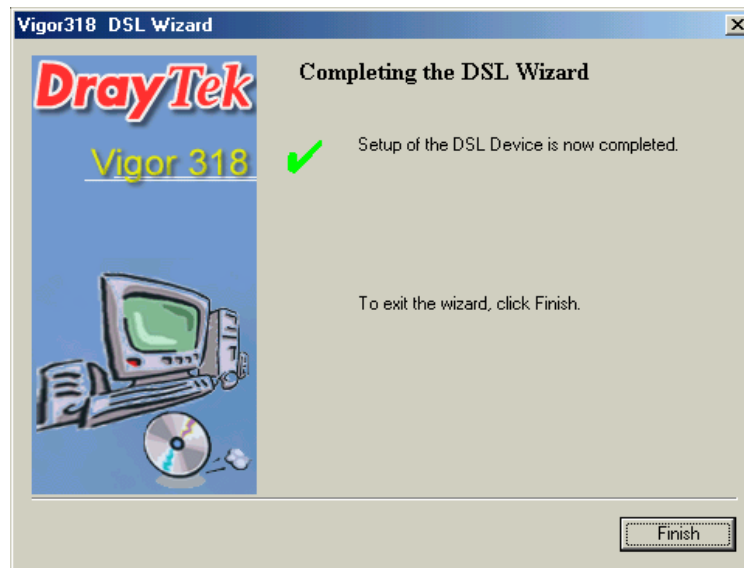 Vigor318 DSL Wizard
DrayTek
Vigor 318
Completing the DSL Wizard
Setup of the DSL Device is now completed.
To exit the wizard, click Finish.
Finish